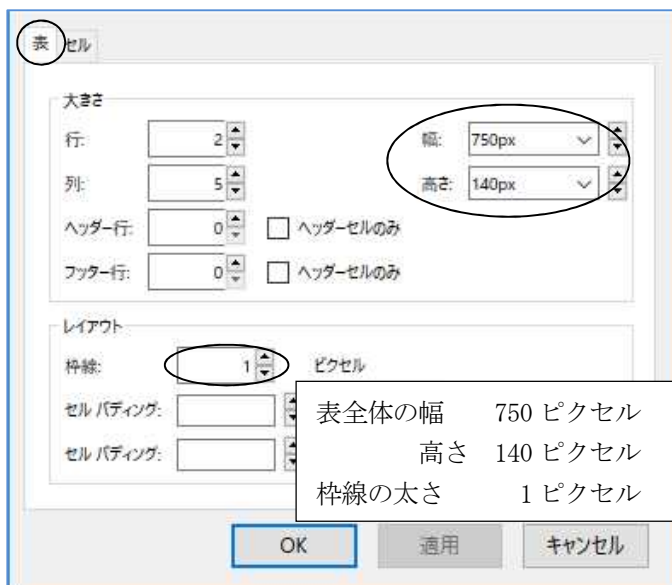 表 セル
大きさ
行: 2 幅: 750px
列: 5 高さ: 140px
ヘッダー行: 0 ヘッダーセルのみ
フッター行: 0 ヘッダーセルのみ
レイアウト
枠線: 1 ピクセル
セル パディング:
セル パディング:
表全体の幅 750 ピクセル
高さ 140 ピクセル
枠線の太さ 1 ピクセル
OK 適用 キャンセル